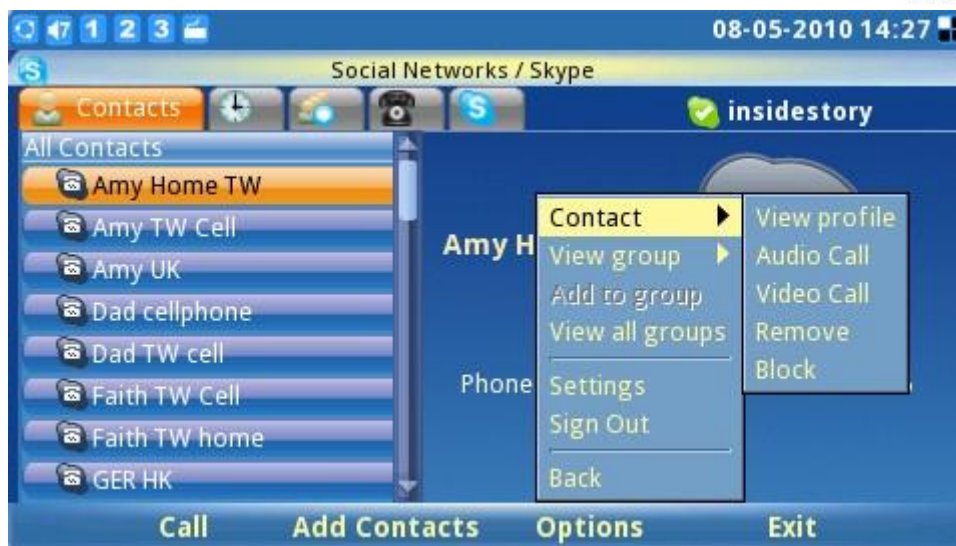 47 1 2 3 08-05-2010 14:27
S Social Networks / Skype
Contacts S insidestory
All Contacts
Amy Home TW
Amy TW Cell
Amy UK
Dad cellphone
Dad TW cell
Faith TW Cell
Faith TW home
GER HK
Amy H
Phone
Contact
View group
Add to group
View all groups
Settings
Sign Out
Back
View profile
Audio Call
Video Call
Remove
Block
Call Add Contacts Options Exit